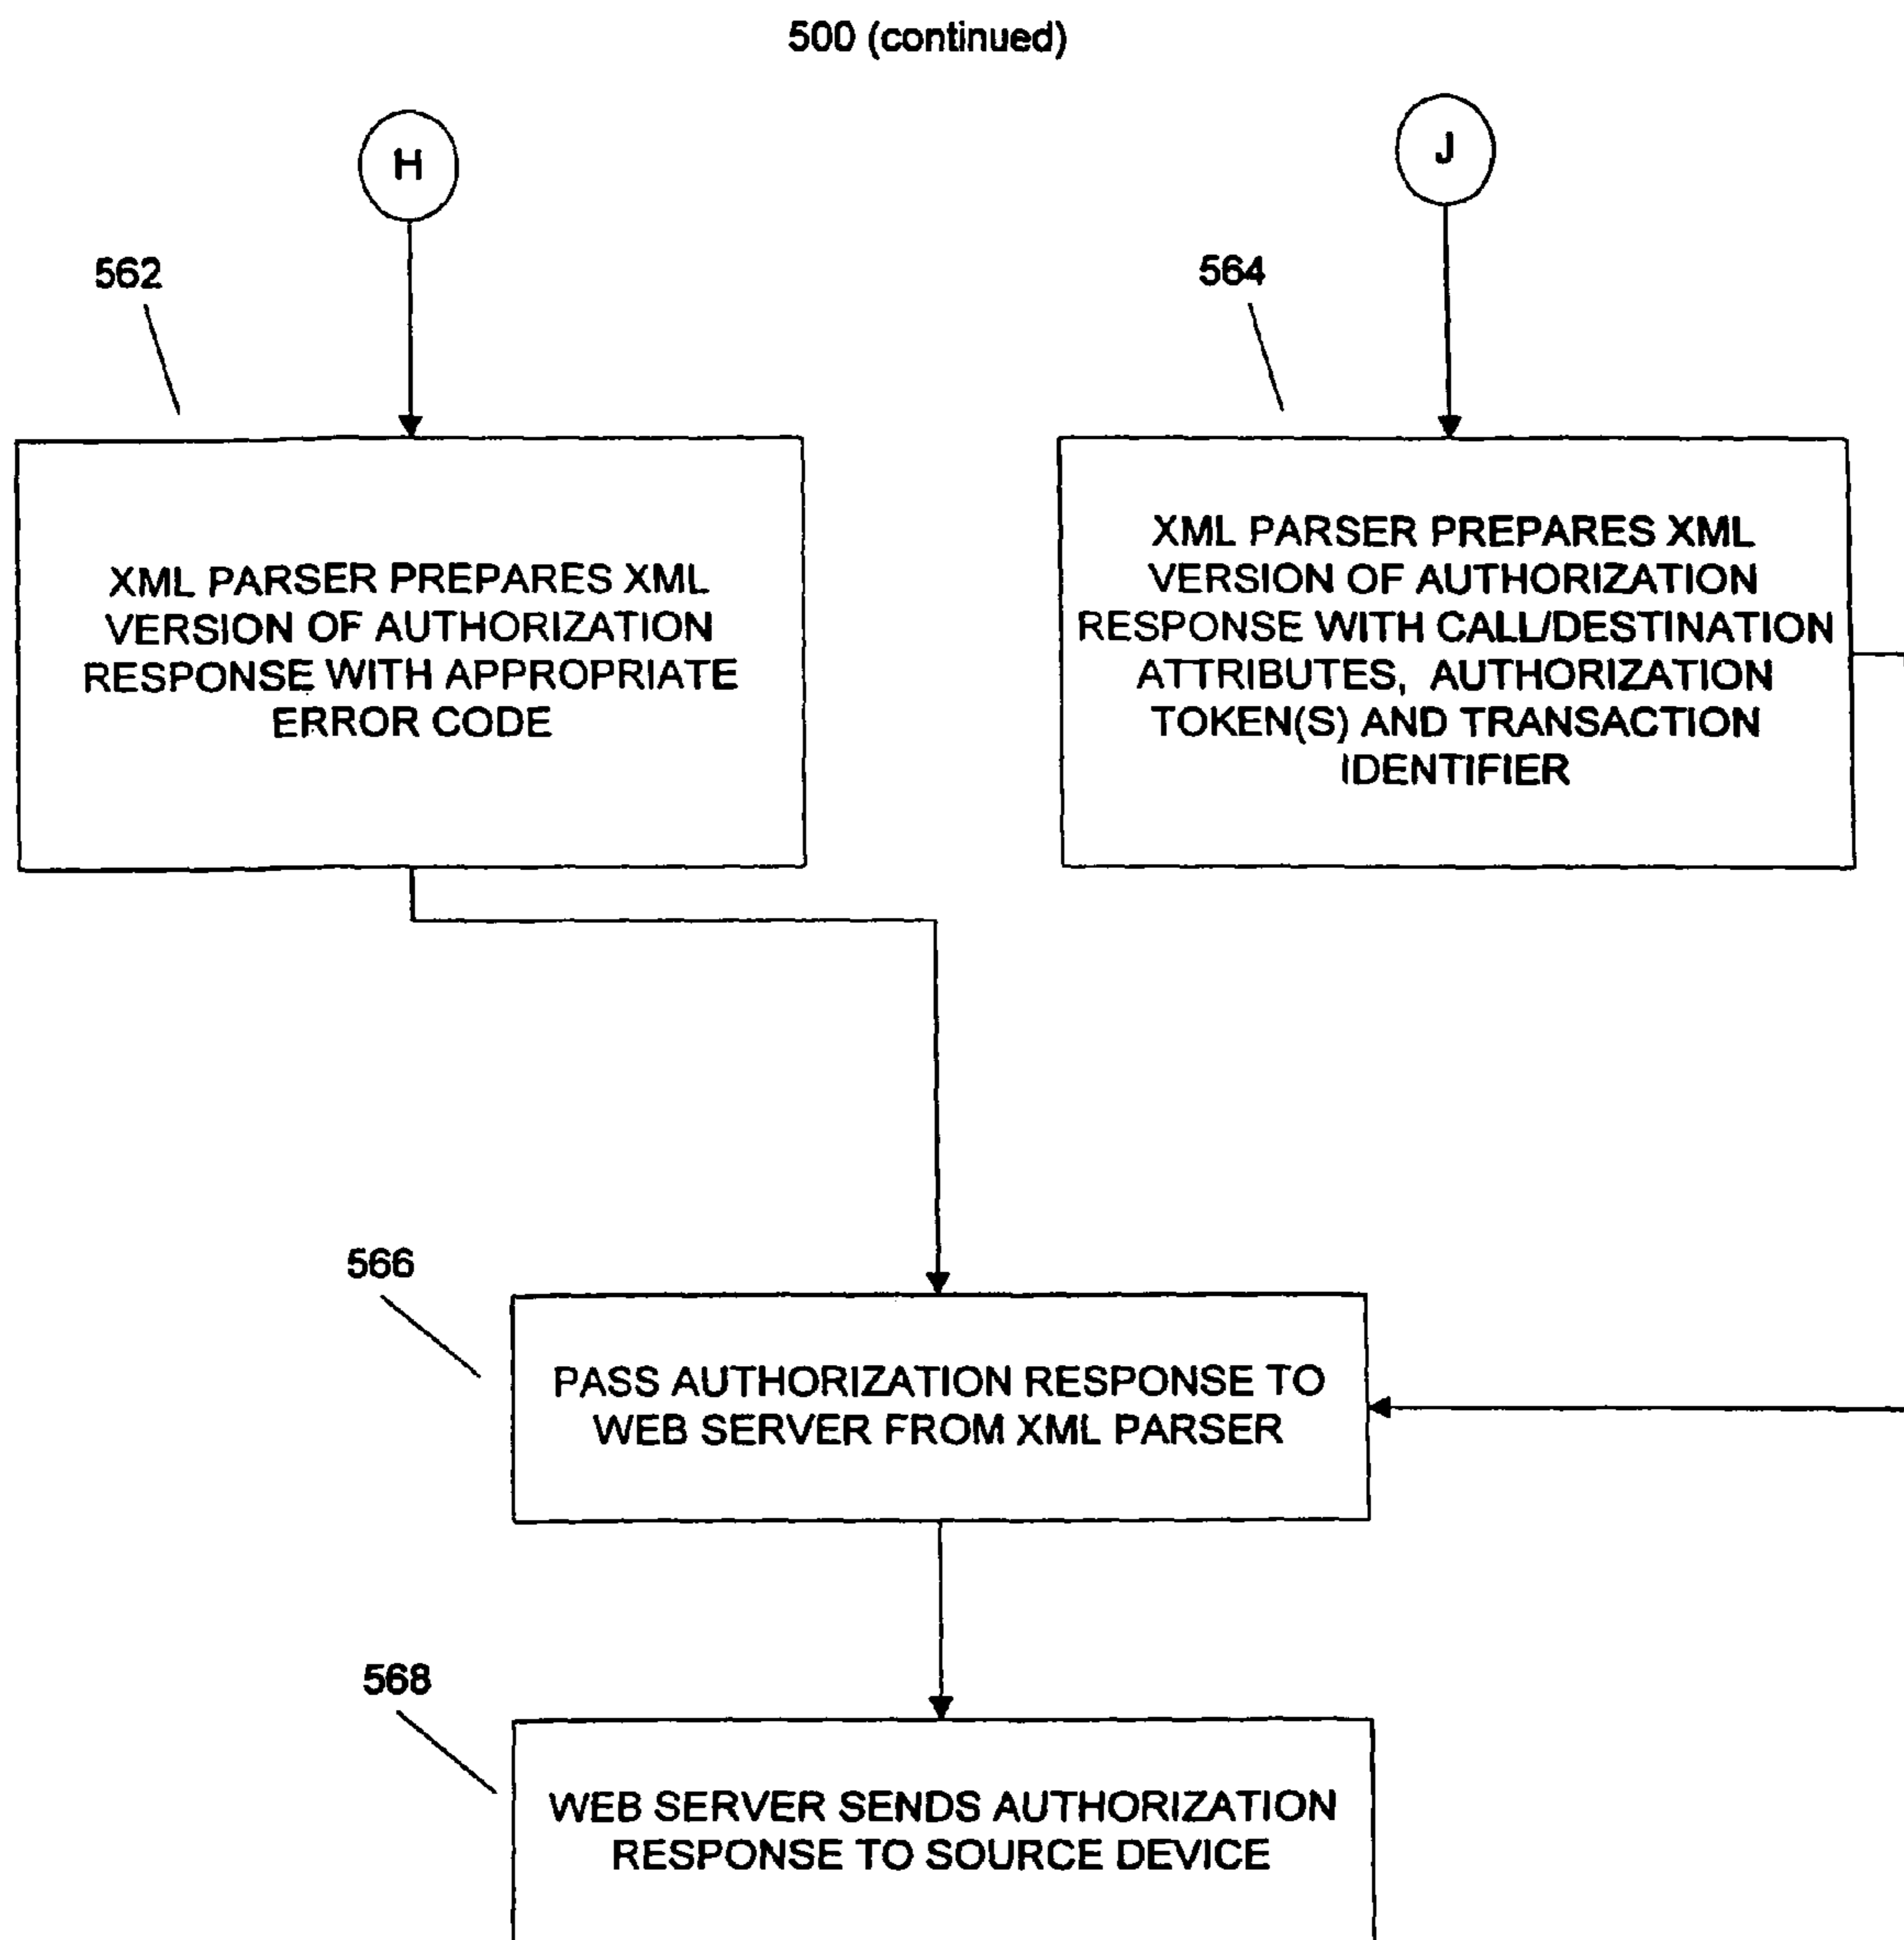 500 (continued)
H
J
562
564
XML PARSER PREPARES XML
VERSION OF AUTHORIZATION
RESPONSE WITH APPROPRIATE
ERROR CODE
XML PARSER PREPARES XML
VERSION OF AUTHORIZATION
RESPONSE WITH CALL/DESTINATION
ATTRIBUTES, AUTHORIZATION
TOKEN(S) AND TRANSACTION
IDENTIFIER
566
PASS AUTHORIZATION RESPONSE TO
WEB SERVER FROM XML PARSER
568
WEB SERVER SENDS AUTHORIZATION
RESPONSE TO SOURCE DEVICE